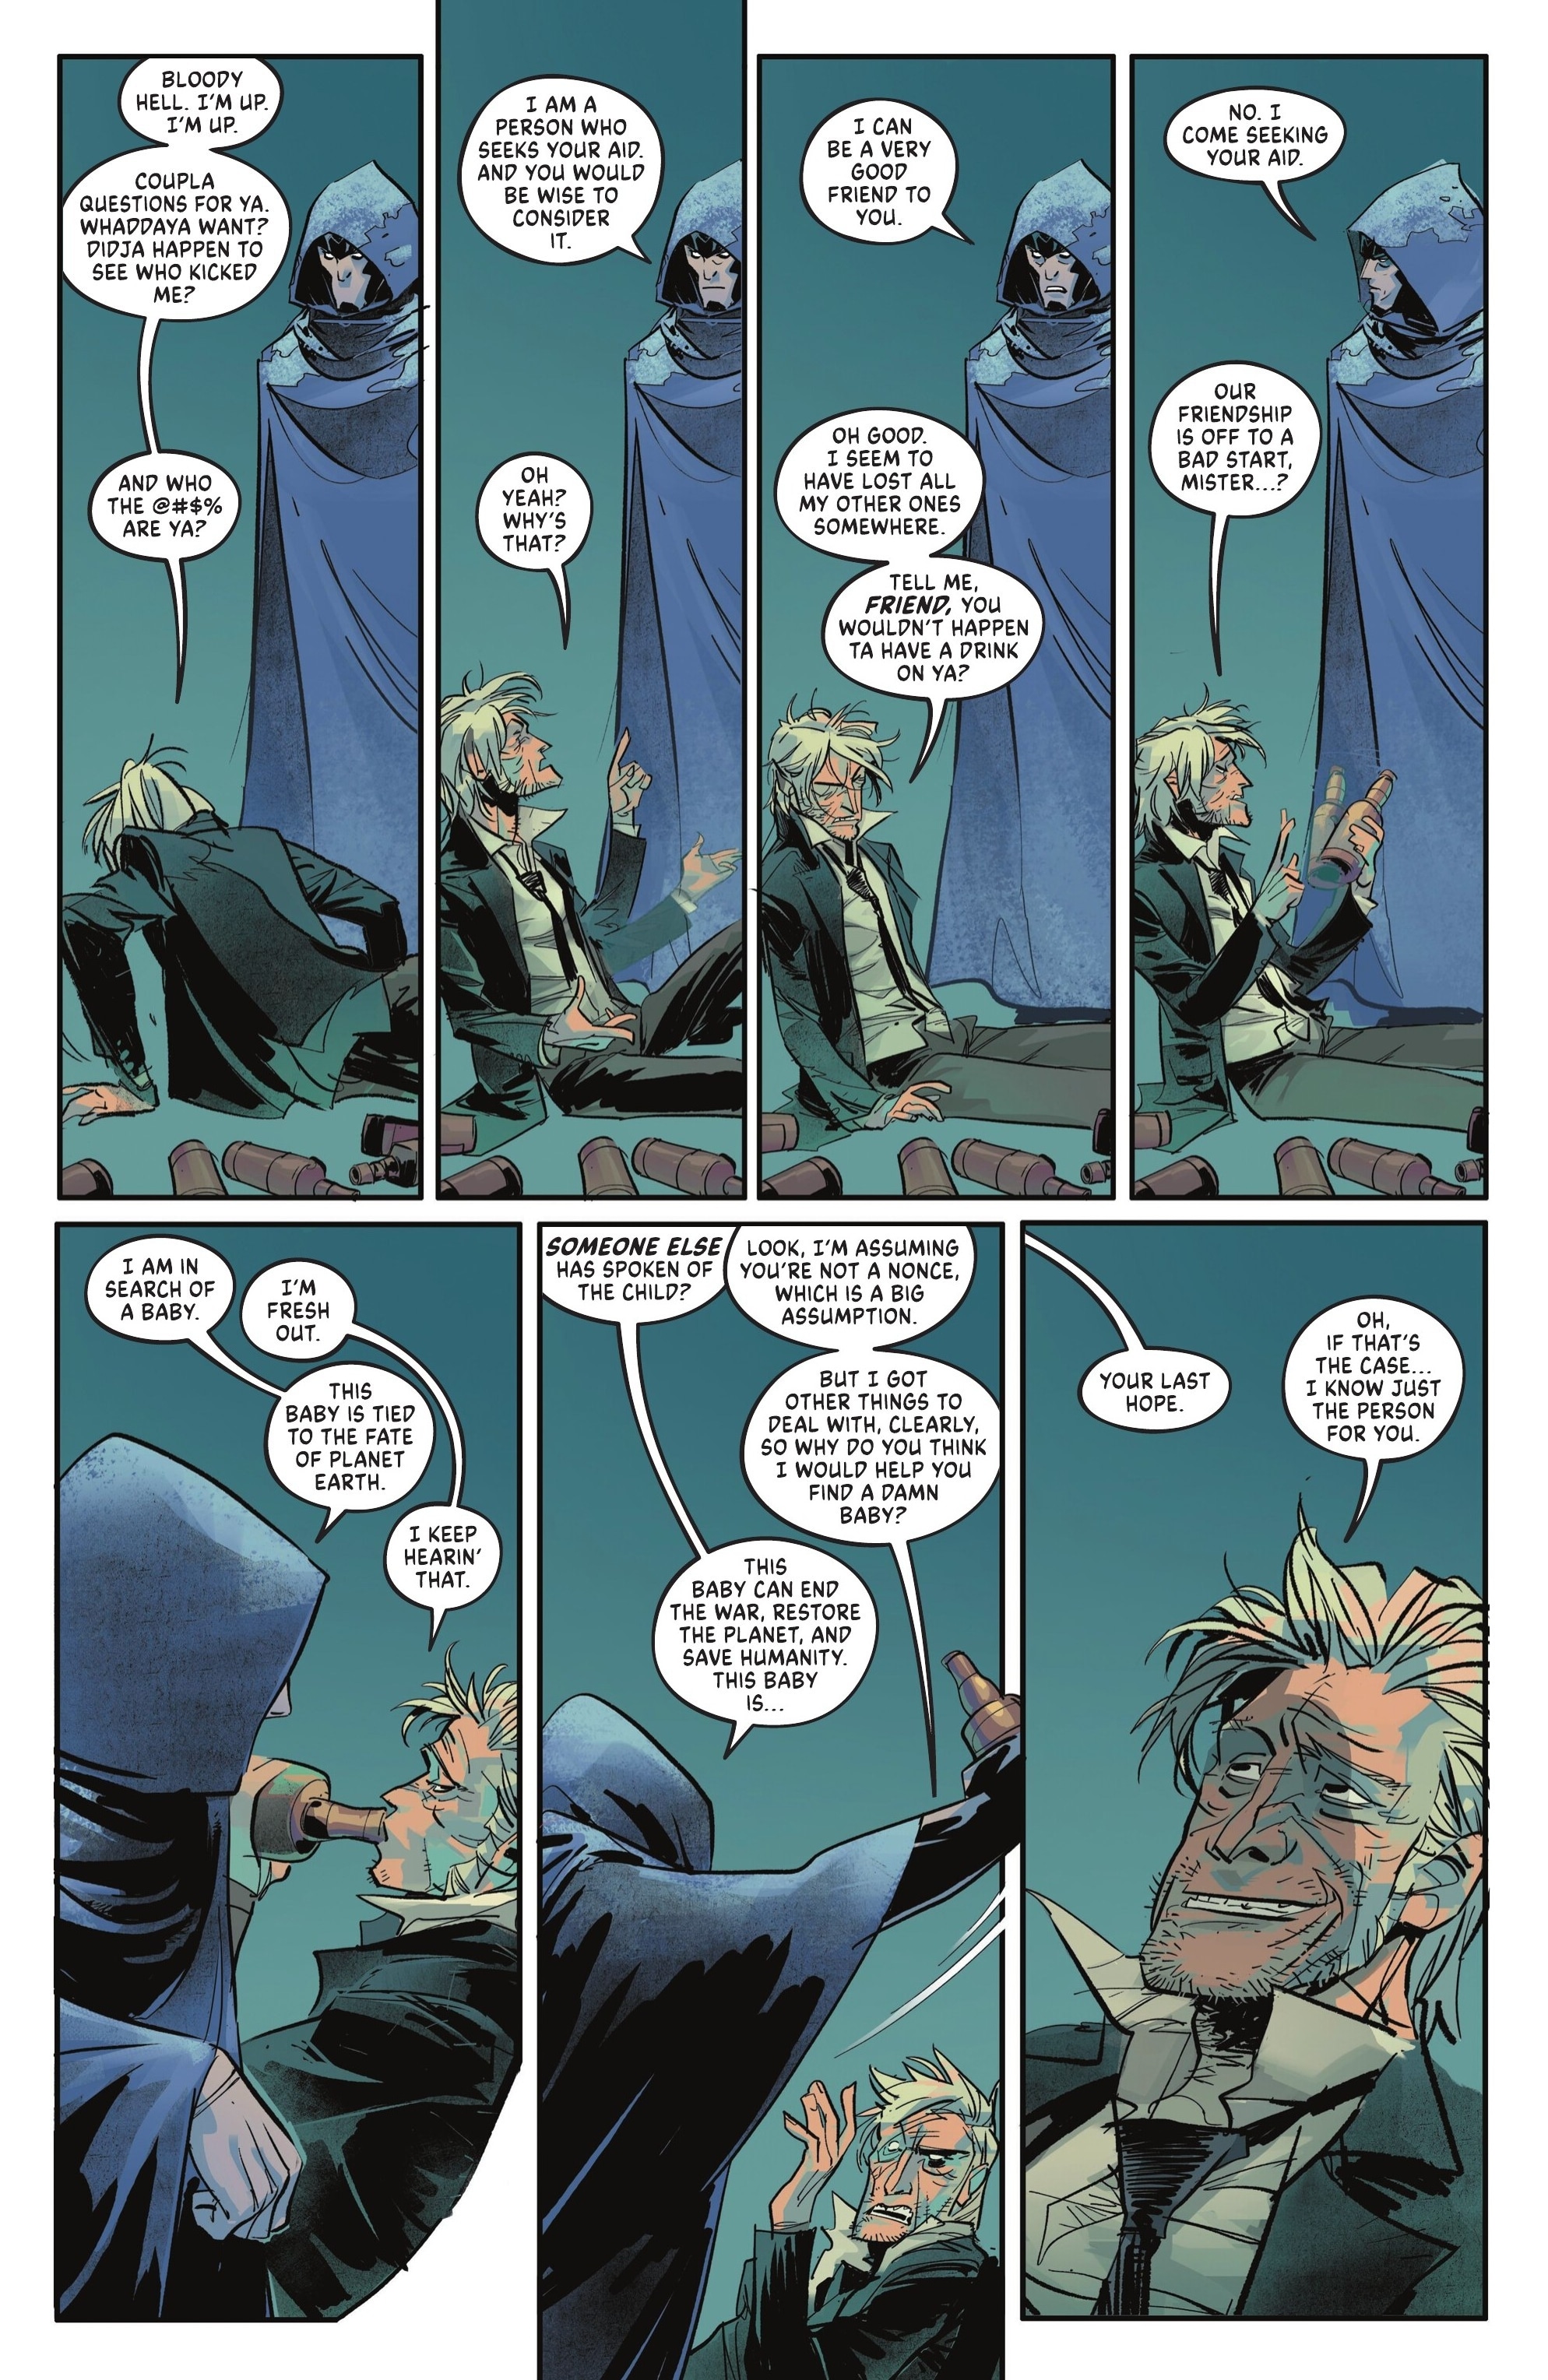 BLOODY
HELL. I'M UP.
I'M UP.
COUPLA
QUESTIONS FOR YA.
WHADDAYA WANT?
DIDJA HAPPEN TO
SEE WHO KICKED
ME?
AND WHO
THE @#$%
ARE YA?
I AM A
PERSON WHO
SEEKS YOUR AID.
AND YOU WOULD
BE WISE TO
CONSIDER
IT.
OH
YEAH?
WHY'S
THAT?
I CAN
BE A VERY
GOOD
FRIEND TO
YOU.
OH GOOD.
I SEEM TO
HAVE LOST ALL
MY OTHER ONES
SOMEWHERE.
TELL ME,
FRIEND, YOU
WOULDN'T HAPPEN
TA HAVE A DRINK
ON YA?
NO. I
COME SEEKING
YOUR AID.
OUR
FRIENDSHIP
IS OFF TO A
BAD START,
MISTER...?
I AM IN
SEARCH OF
A BABY.
I'M
FRESH
OUT.
THIS
BABY IS TIED
TO THE FATE
OF PLANET
EARTH.
I KEEP
HEARIN'
THAT.
SOMEONE ELSE
HAS SPOKEN OF
THE CHILD?
LOOK, I'M ASSUMING
YOU'RE NOT A NONCE,
WHICH IS A BIG
ASSUMPTION.
BUT I GOT
OTHER THINGS TO
DEAL WITH, CLEARLY,
SO WHY DO YOU THINK
I WOULD HELP YOU
FIND A DAMN
BABY?
THIS
BABY CAN END
THE WAR, RESTORE
THE PLANET, AND
SAVE HUMANITY.
THIS BABY
IS...
YOUR LAST
HOPE.
OH,
IF THAT'S
THE CASE...
I KNOW JUST
THE PERSON
FOR YOU.